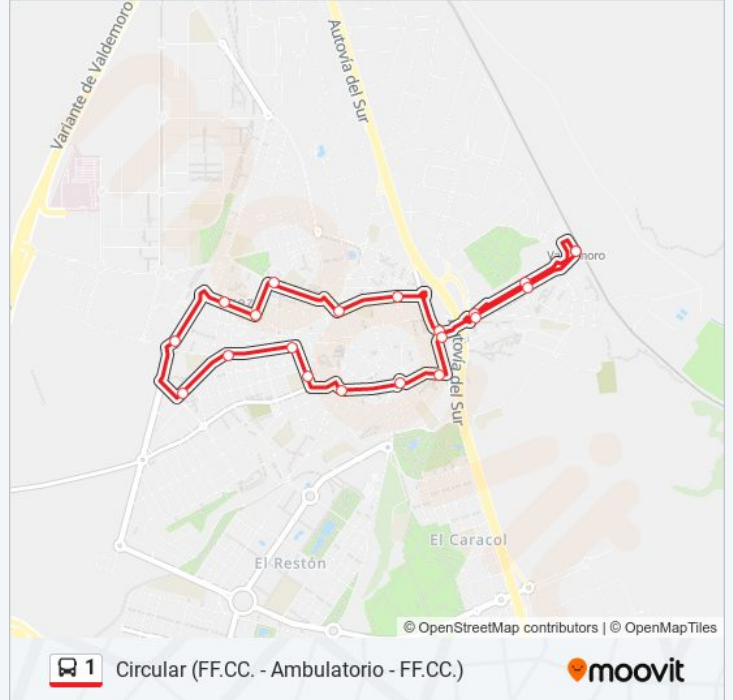 Variante de Valdemoro
Autovía del Sur
Autovía del Sur
El Caracol
El Restón
© OpenStreetMap contributors | © OpenMapTiles
1
Circular (FF.CC. - Ambulatorio - FF.CC.)
moovit